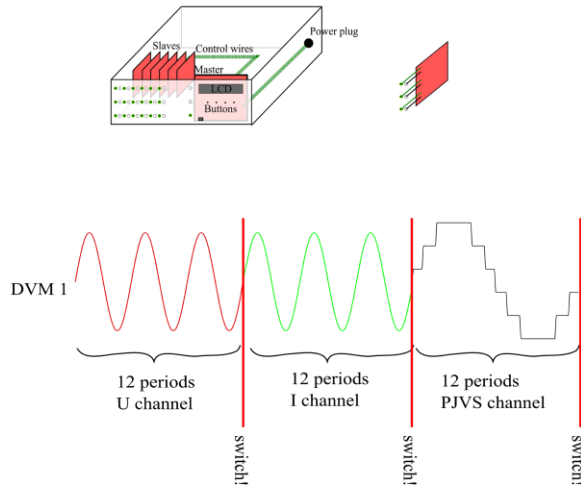 Power plug
Slaves
Control wires
Master
LCD
Buttons
DVM 1
12 periods
U channel
12 periods
I channel
12 periods
PJVS channel
switch!
switch!
switch!